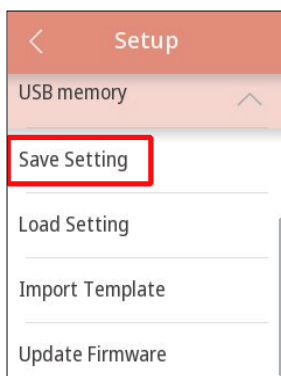 Setup
USB memory
Save Setting
Load Setting
Import Template
Update Firmware